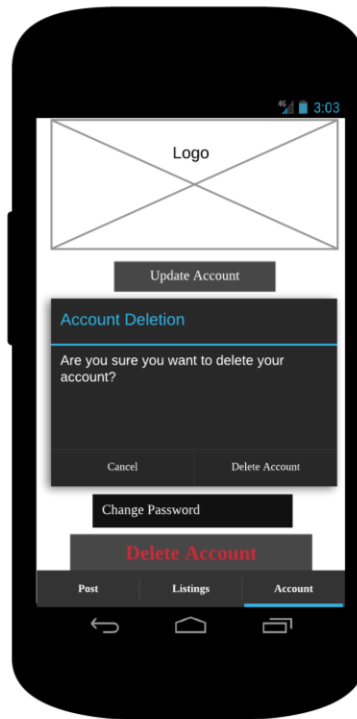 4G 3:03
Logo
Update Account
Account Deletion
Are you sure you want to delete your
account?
Cancel Delete Account
Change Password
Delete Account
Post Listings Account